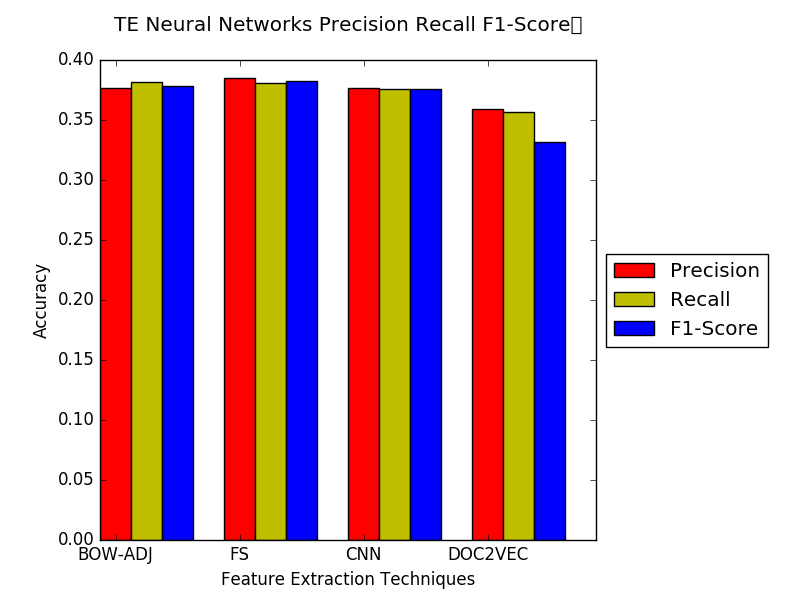 TE Neural Networks Precision Recall F1-Score
0.40
0.35
0.30
0.25
0.20
0.15
0.10
0.05
0.00
Accuracy
BOW-ADJ FS CNN DOC2VEC
Feature Extraction Techniques
Precision
Recall
F1-Score